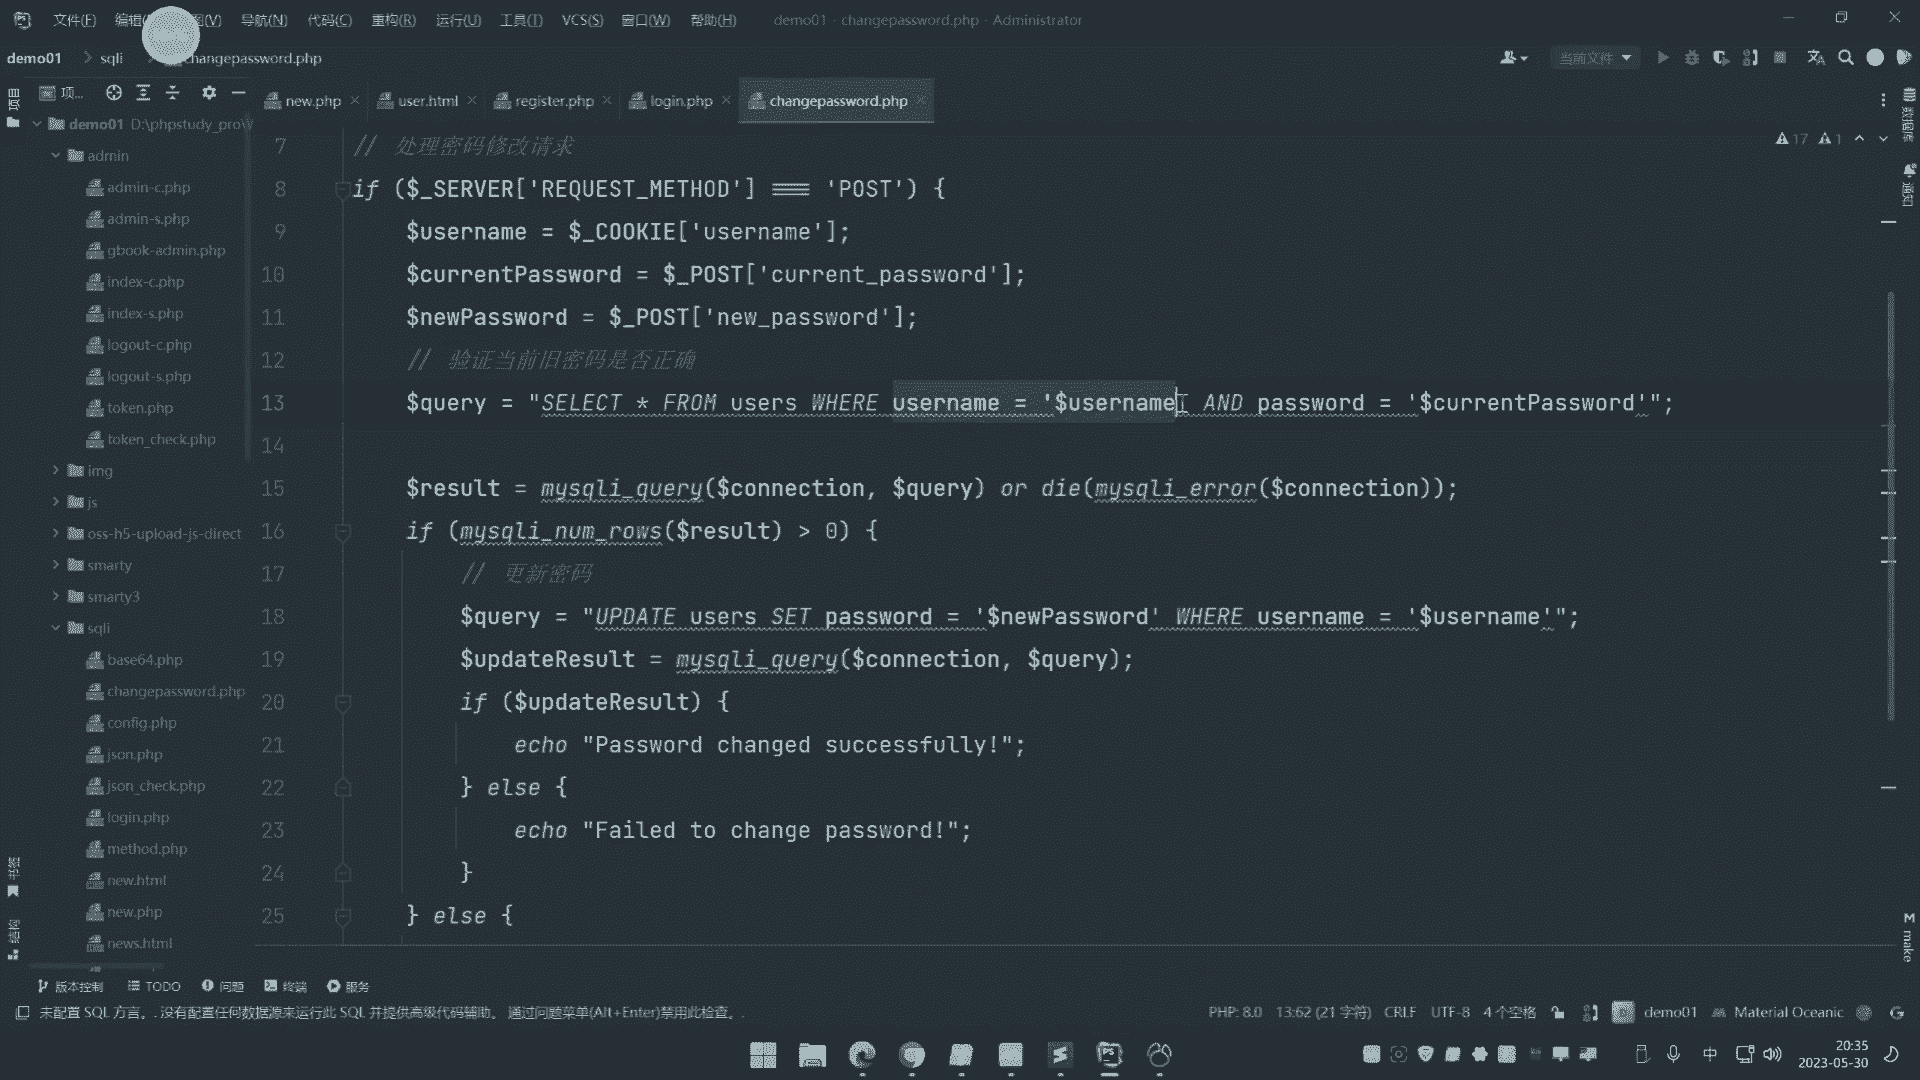 文件(F) 编辑 图(V) 导航(N) 代码(C) 重构(R) 运行(U) 工具(T) VCS(S) 窗口(W) 帮助(H) demo01 - changepassword.php - Administrator
demo01 sqli changepassword.php
当前文件
项目
项...
new.php user.html register.php login.php changepassword.php
数据库
通知
17 1
demo01 D:\phpstudy_pro\W
admin
admin-c.php
admin-s.php
gbook-admin.php
index-c.php
index-s.php
logout-c.php
logout-s.php
token.php
token_check.php
img
js
oss-h5-upload-js-direct
smarty
smarty3
sqli
base64.php
changepassword.php
config.php
json.php
json_check.php
login.php
method.php
new.html
new.php
news.html
7 // 处理密码修改请求
8 if ($_SERVER['REQUEST_METHOD'] === 'POST') {
9 $username = $_COOKIE['username'];
10 $currentPassword = $_POST['current_password'];
11 $newPassword = $_POST['new_password'];
12 // 验证当前旧密码是否正确
13 $query = "SELECT * FROM users WHERE username = '$username' AND password = '$currentPassword'";
14
15 $result = mysqli_query($connection, $query) or die(mysqli_error($connection));
16 if (mysqli_num_rows($result) > 0) {
17 // 更新密码
18 $query = "UPDATE users SET password = '$newPassword' WHERE username = '$username'";
19 $updateResult = mysqli_query($connection, $query);
20 if ($updateResult) {
21 echo "Password changed successfully!";
22 } else {
23 echo "Failed to change password!";
24 }
25 } else {
书签
结构
M make
版本控制 TODO 问题 终端 服务
未配置 SQL 方言。. 没有配置任何数据源来运行此 SQL 并提供高级代码辅助。 通过问题菜单(Alt+Enter)禁用此检查。.
PHP: 8.0 13:62 (21 字符) CRLF UTF-8 4 个空格 demo01 Material Oceanic
中
20:35
2023-05-30